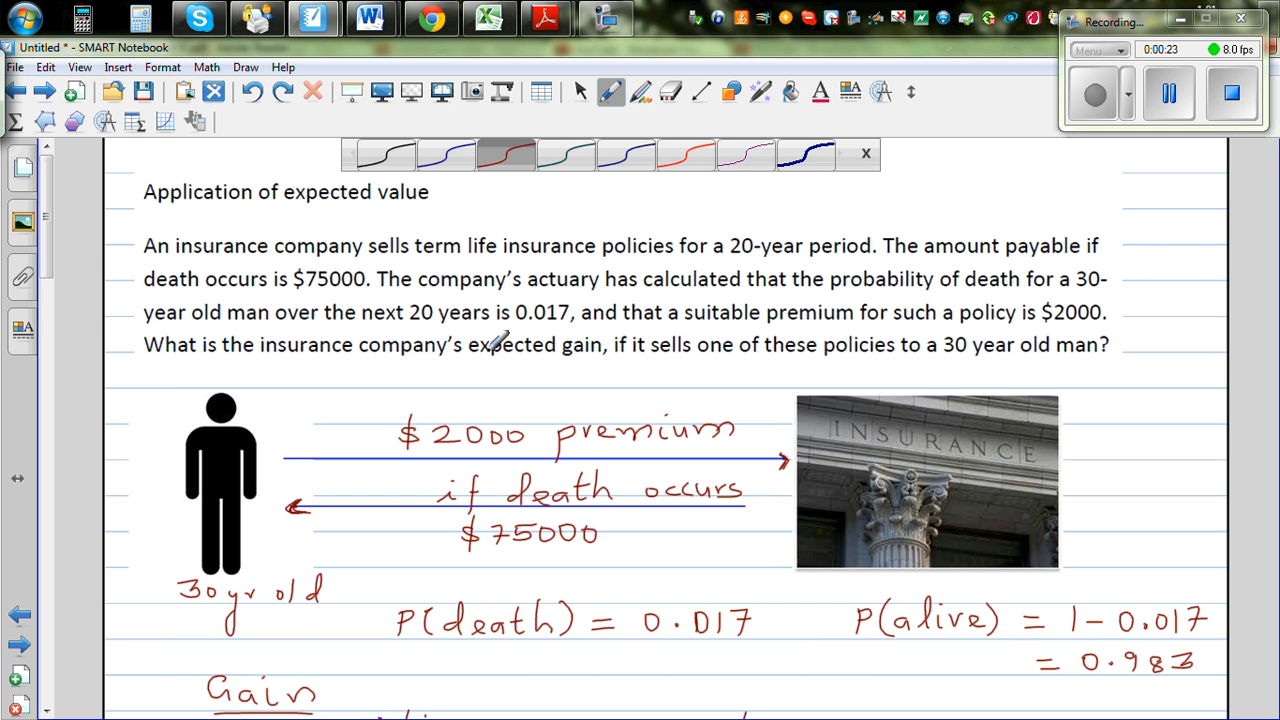 Recording...
Untitled * - SMART Notebook
Menu
0:00:23
8.0 fps
File Edit View Insert Format Math Draw Help
x
Application of expected value
An insurance company sells term life insurance policies for a 20-year period. The amount payable if
death occurs is $75000. The company's actuary has calculated that the probability of death for a 30-
year old man over the next 20 years is 0.017, and that a suitable premium for such a policy is $2000.
What is the insurance company's expected gain, if it sells one of these policies to a 30 year old man?
$2000 premium
INSURANCE
if death occurs
$75000
30yr old
P(death) = 0.017
P(alive) = 1-0.017
= 0.983
Gain